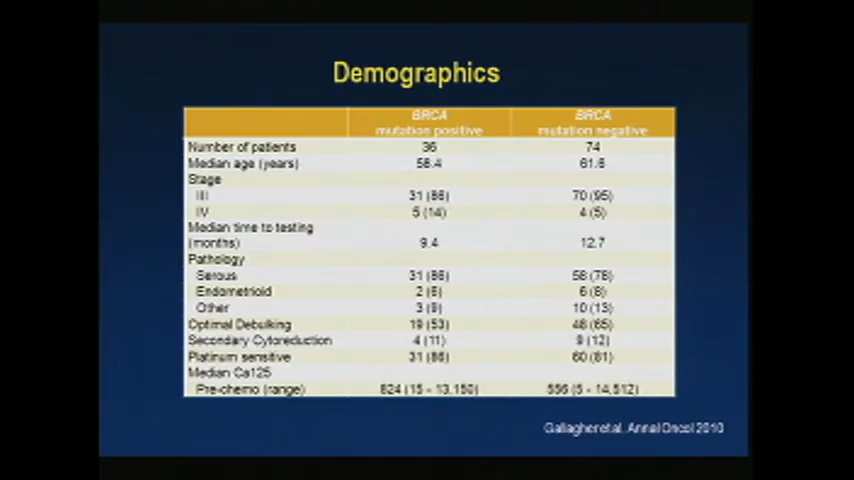 Demographics
BRCA mutation positive BRCA mutation negative
Number of patients 36 74
Median age (years) 58.4 61.6
Stage
III 31 (86) 70 (95)
IV 5 (14) 4 (5)
Median time to testing (months) 9.4 12.7
Pathology
Serous 31 (86) 58 (78)
Endometrioid 2 (6) 6 (8)
Other 3 (9) 10 (13)
Optimal Debulking 19 (53) 48 (65)
Secondary Cytoreduction 4 (11) 9 (12)
Platinum sensitive 31 (86) 60 (81)
Median Ca125
Pre-chemo (range) 824 (15 - 13,150) 556 (5 - 14,512)
Gallagher et al, Annal Oncol 2010